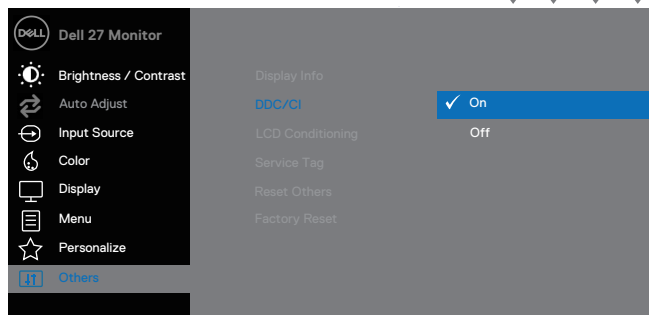 DELL Dell 27 Monitor
Brightness / Contrast
Display Info
Auto Adjust
DDC/CI
On
Input Source
LCD Conditioning
Off
Color
Service Tag
Display
Reset Others
Menu
Factory Reset
Personalize
Others